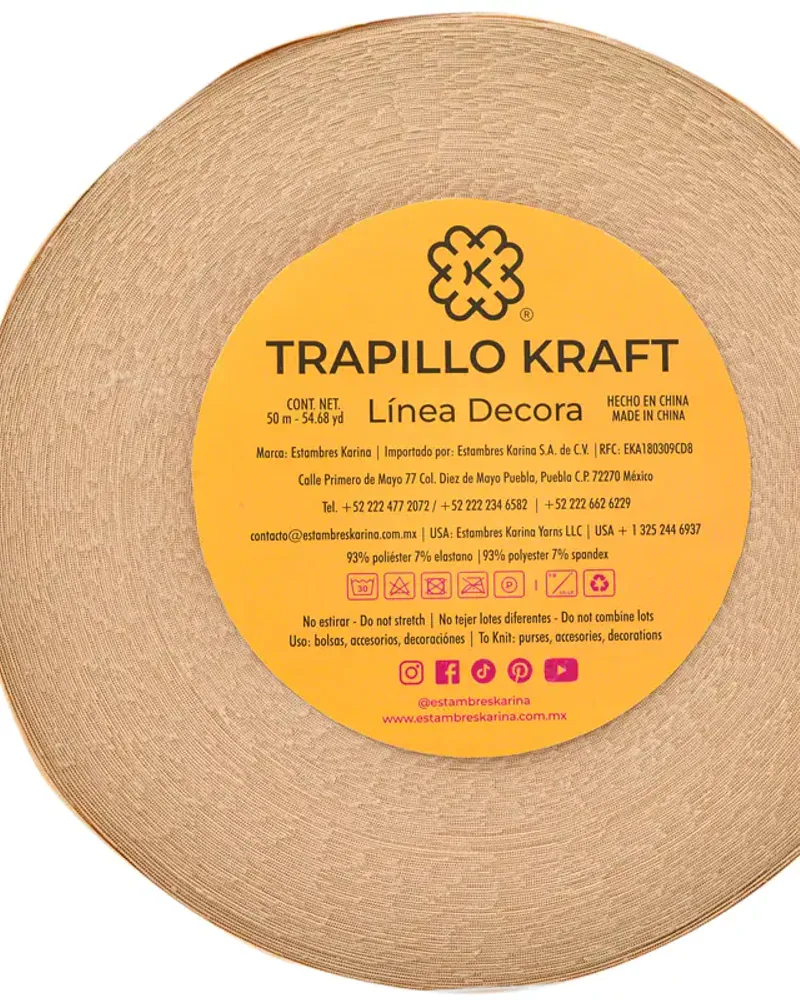 K
®
TRAPILLO KRAFT
CONT. NET.
50 m - 54.68 yd
Línea Decora
HECHO EN CHINA
MADE IN CHINA
Marca: Estambres Karina | Importado por: Estambres Karina S.A. de C.V. | RFC: EKA180309CD8
Calle Primero de Mayo 77 Col. Diez de Mayo Puebla, Puebla C.P. 72270 México
Tel. +52 222 477 2072 / +52 222 234 6582 | +52 222 662 6229
contacto@estambreskarina.com.mx | USA: Estambres Karina Yarns LLC | USA + 1 325 244 6937
93% poliéster 7% elastano | 93% polyester 7% spandex
30 P
No estirar - Do not stretch | No tejer lotes diferentes - Do not combine lots
Uso: bolsas, accesorios, decoraciónes | To Knit: purses, accesories, decorations
@estambreskarina
www.estambreskarina.com.mx